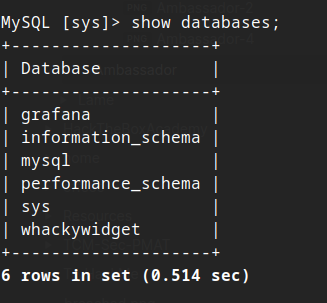 MySQL [sys]> show databases;
+--------------------+
| Database           |
+--------------------+
| grafana            |
| information_schema |
| mysql              |
| performance_schema |
| sys                |
| whackywidget       |
+--------------------+
6 rows in set (0.514 sec)